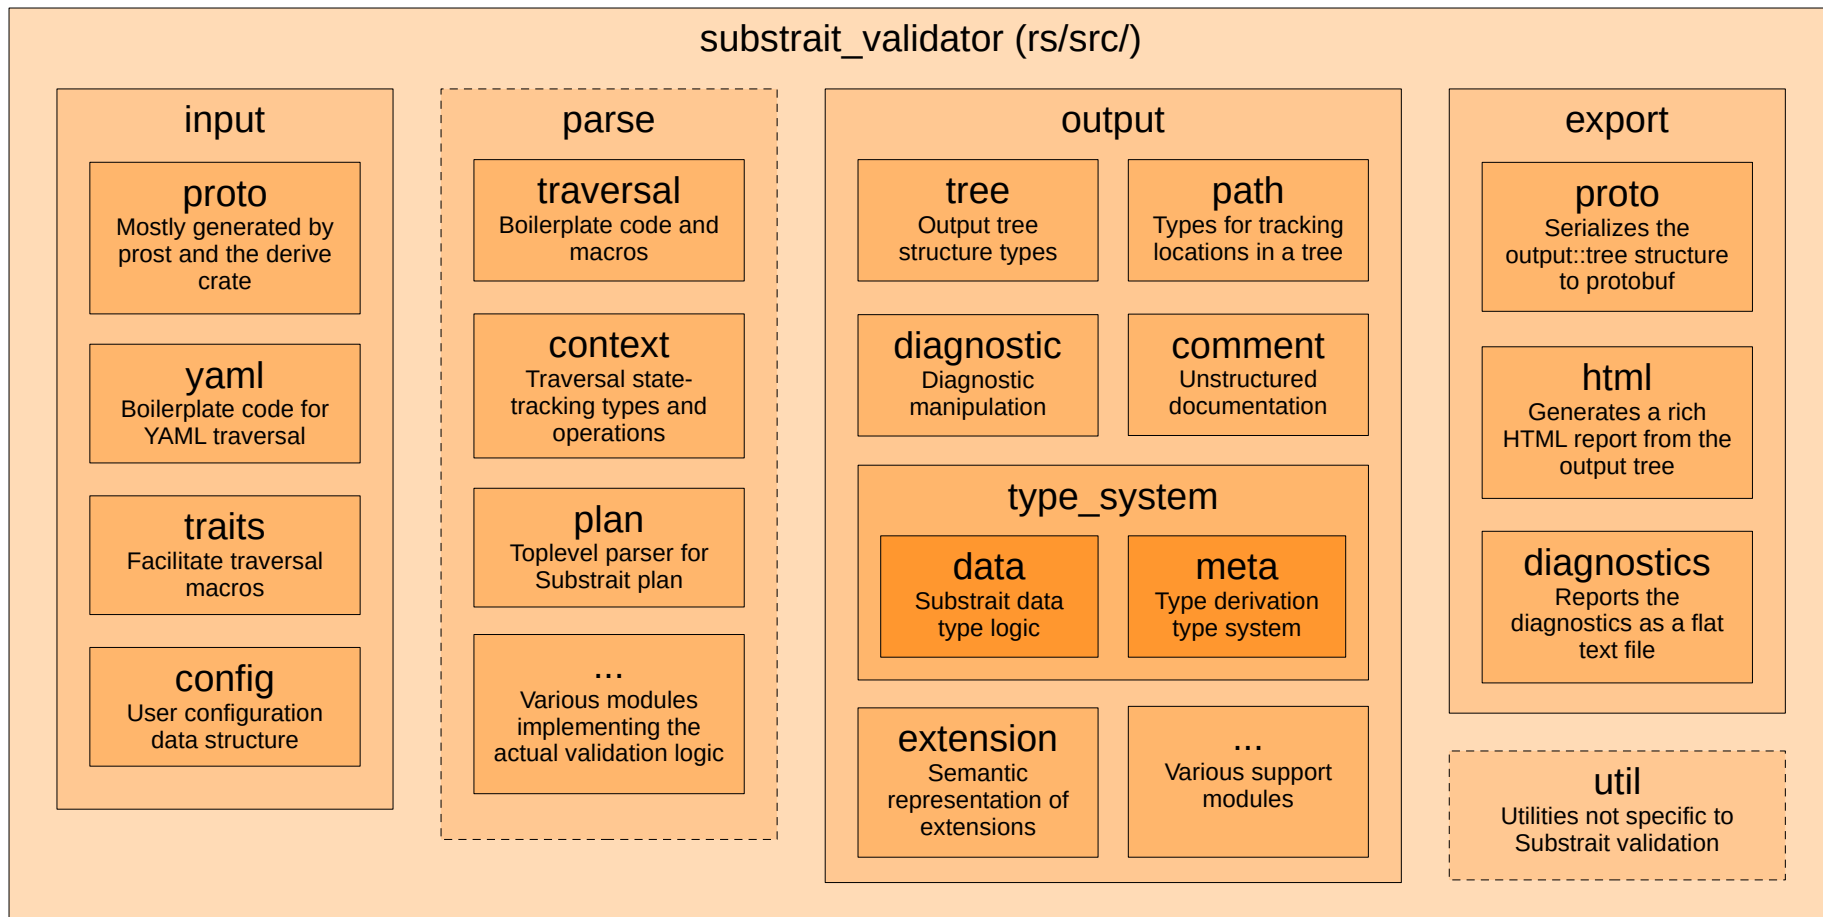 substrait_validator (rs/src/)
input
proto
Mostly generated by
prost and the derive
crate
yaml
Boilerplate code for
YAML traversal
traits
Facilitate traversal
macros
config
User configuration
data structure
parse
traversal
Boilerplate code and
macros
context
Traversal state-
tracking types and
operations
plan
Toplevel parser for
Substrait plan
...
Various modules
implementing the
actual validation logic
output
tree
Output tree
structure types
path
Types for tracking
locations in a tree
diagnostic
Diagnostic
manipulation
comment
Unstructured
documentation
type_system
data
Substrait data
type logic
meta
Type derivation
type system
extension
Semantic
representation of
extensions
...
Various support
modules
export
proto
Serializes the
output::tree structure
to protobuf
html
Generates a rich
HTML report from the
output tree
diagnostics
Reports the
diagnostics as a flat
text file
util
Utilities not specific to
Substrait validation